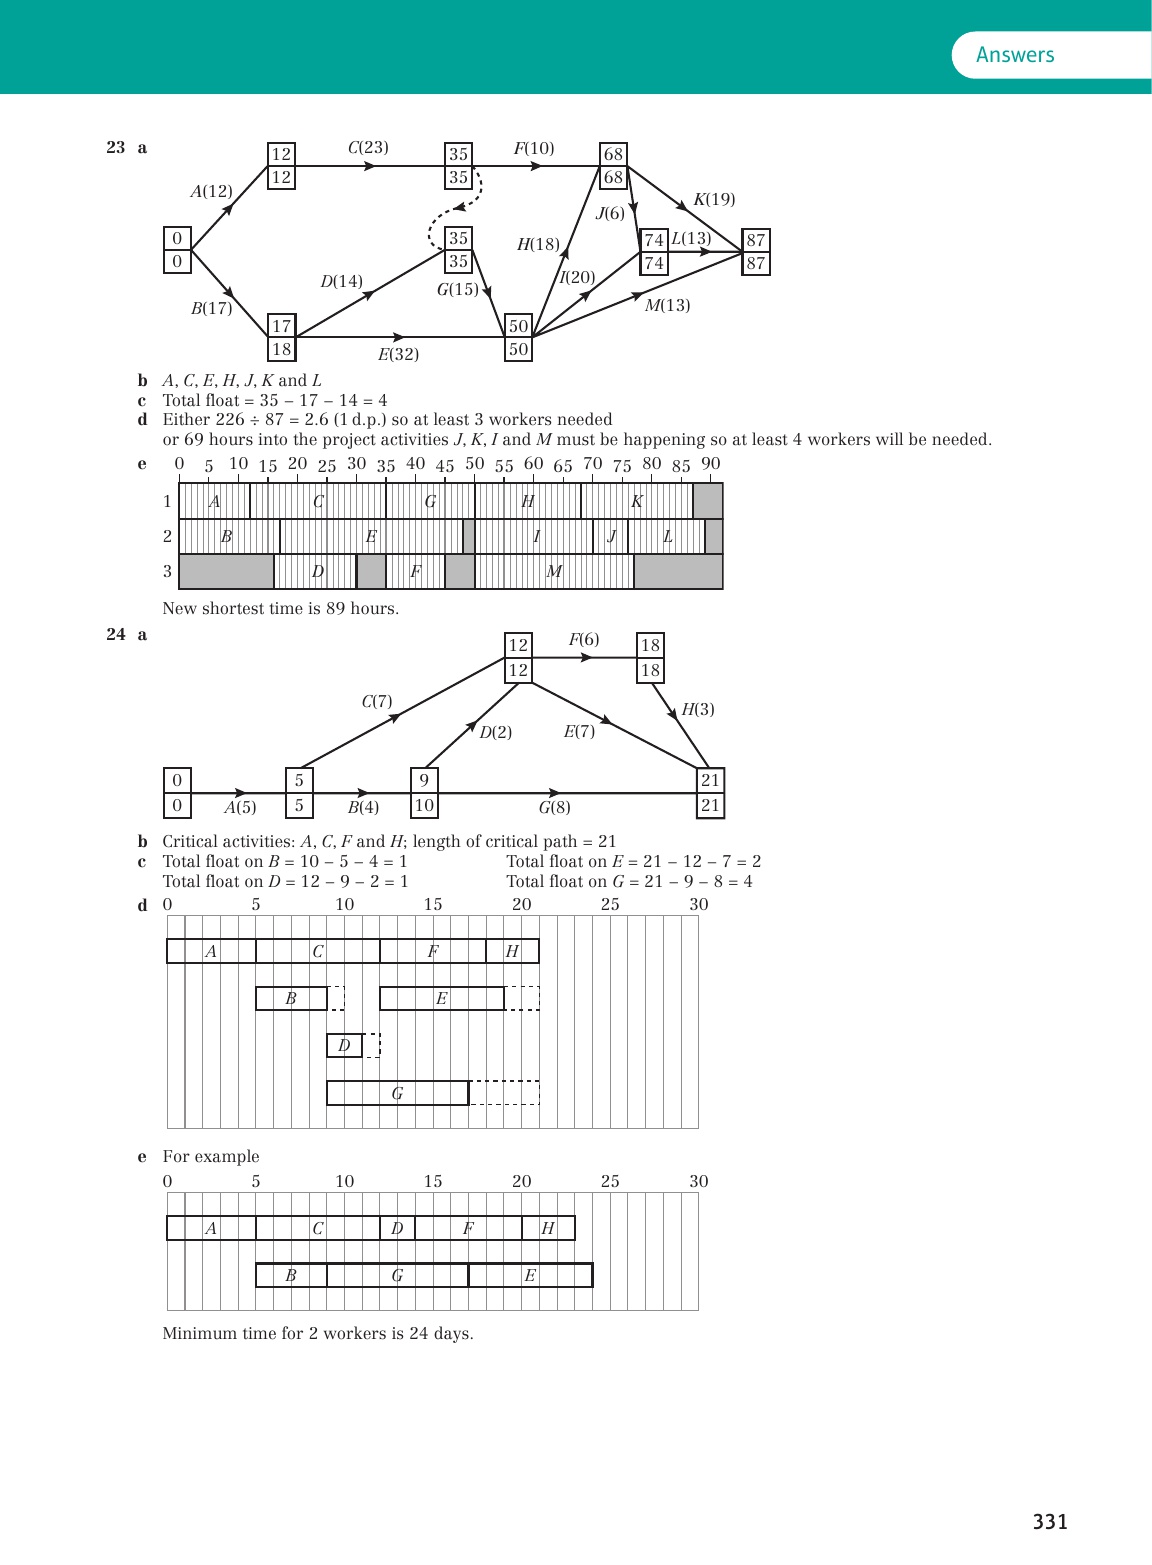 Answers
23 a
12
12
C(23)
35
35
F(10)
68
68
A(12)
K(19)
J(6)
0
0
35
35
H(18)
74
74
L(13)
87
87
D(14)
I(20)
G(15)
B(17)
M(13)
17
18
50
50
E(32)
b A, C, E, H, J, K and L
c Total float = 35 – 17 – 14 = 4
d Either 226 ÷ 87 = 2.6 (1 d.p.) so at least 3 workers needed
or 69 hours into the project activities J, K, I and M must be happening so at least 4 workers will be needed.
e 0 5 10 15 20 25 30 35 40 45 50 55 60 65 70 75 80 85 90
1 A C G H K
2 B E I J L
3 D F M
New shortest time is 89 hours.
24 a
12
12
F(6)
18
18
C(7)
H(3)
D(2)
E(7)
0
0
5
5
9
10
21
21
A(5)
B(4)
G(8)
b Critical activities: A, C, F and H; length of critical path = 21
c Total float on B = 10 – 5 – 4 = 1 Total float on E = 21 – 12 – 7 = 2
Total float on D = 12 – 9 – 2 = 1 Total float on G = 21 – 9 – 8 = 4
d 0 5 10 15 20 25 30
A C F H
B E
D
G
e For example
0 5 10 15 20 25 30
A C D F H
B G E
Minimum time for 2 workers is 24 days.
331